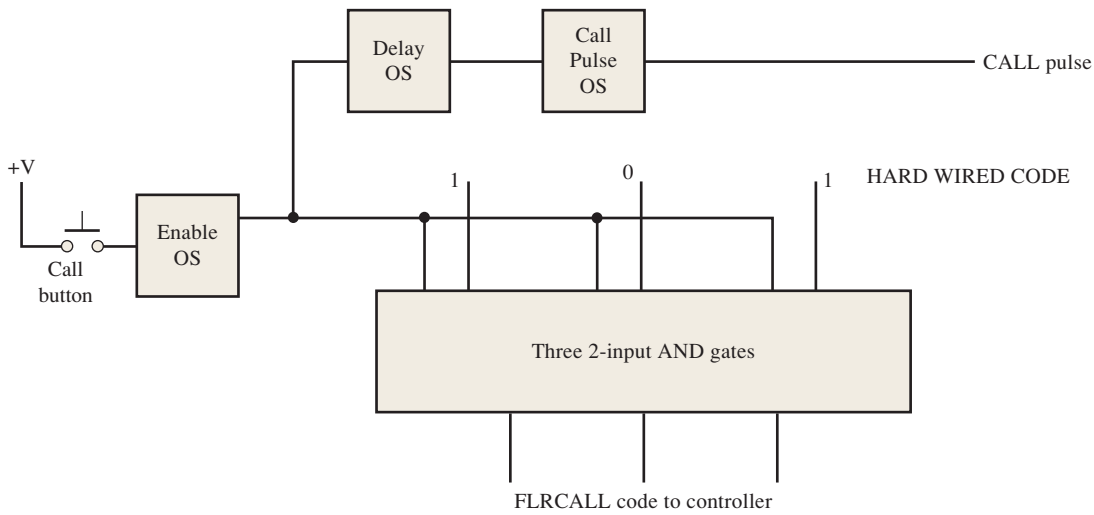 Delay
OS
Call
Pulse
OS
CALL pulse
+V
1
0
1
HARD WIRED CODE
Enable
OS
Call
button
Three 2-input AND gates
FLRCALL code to controller